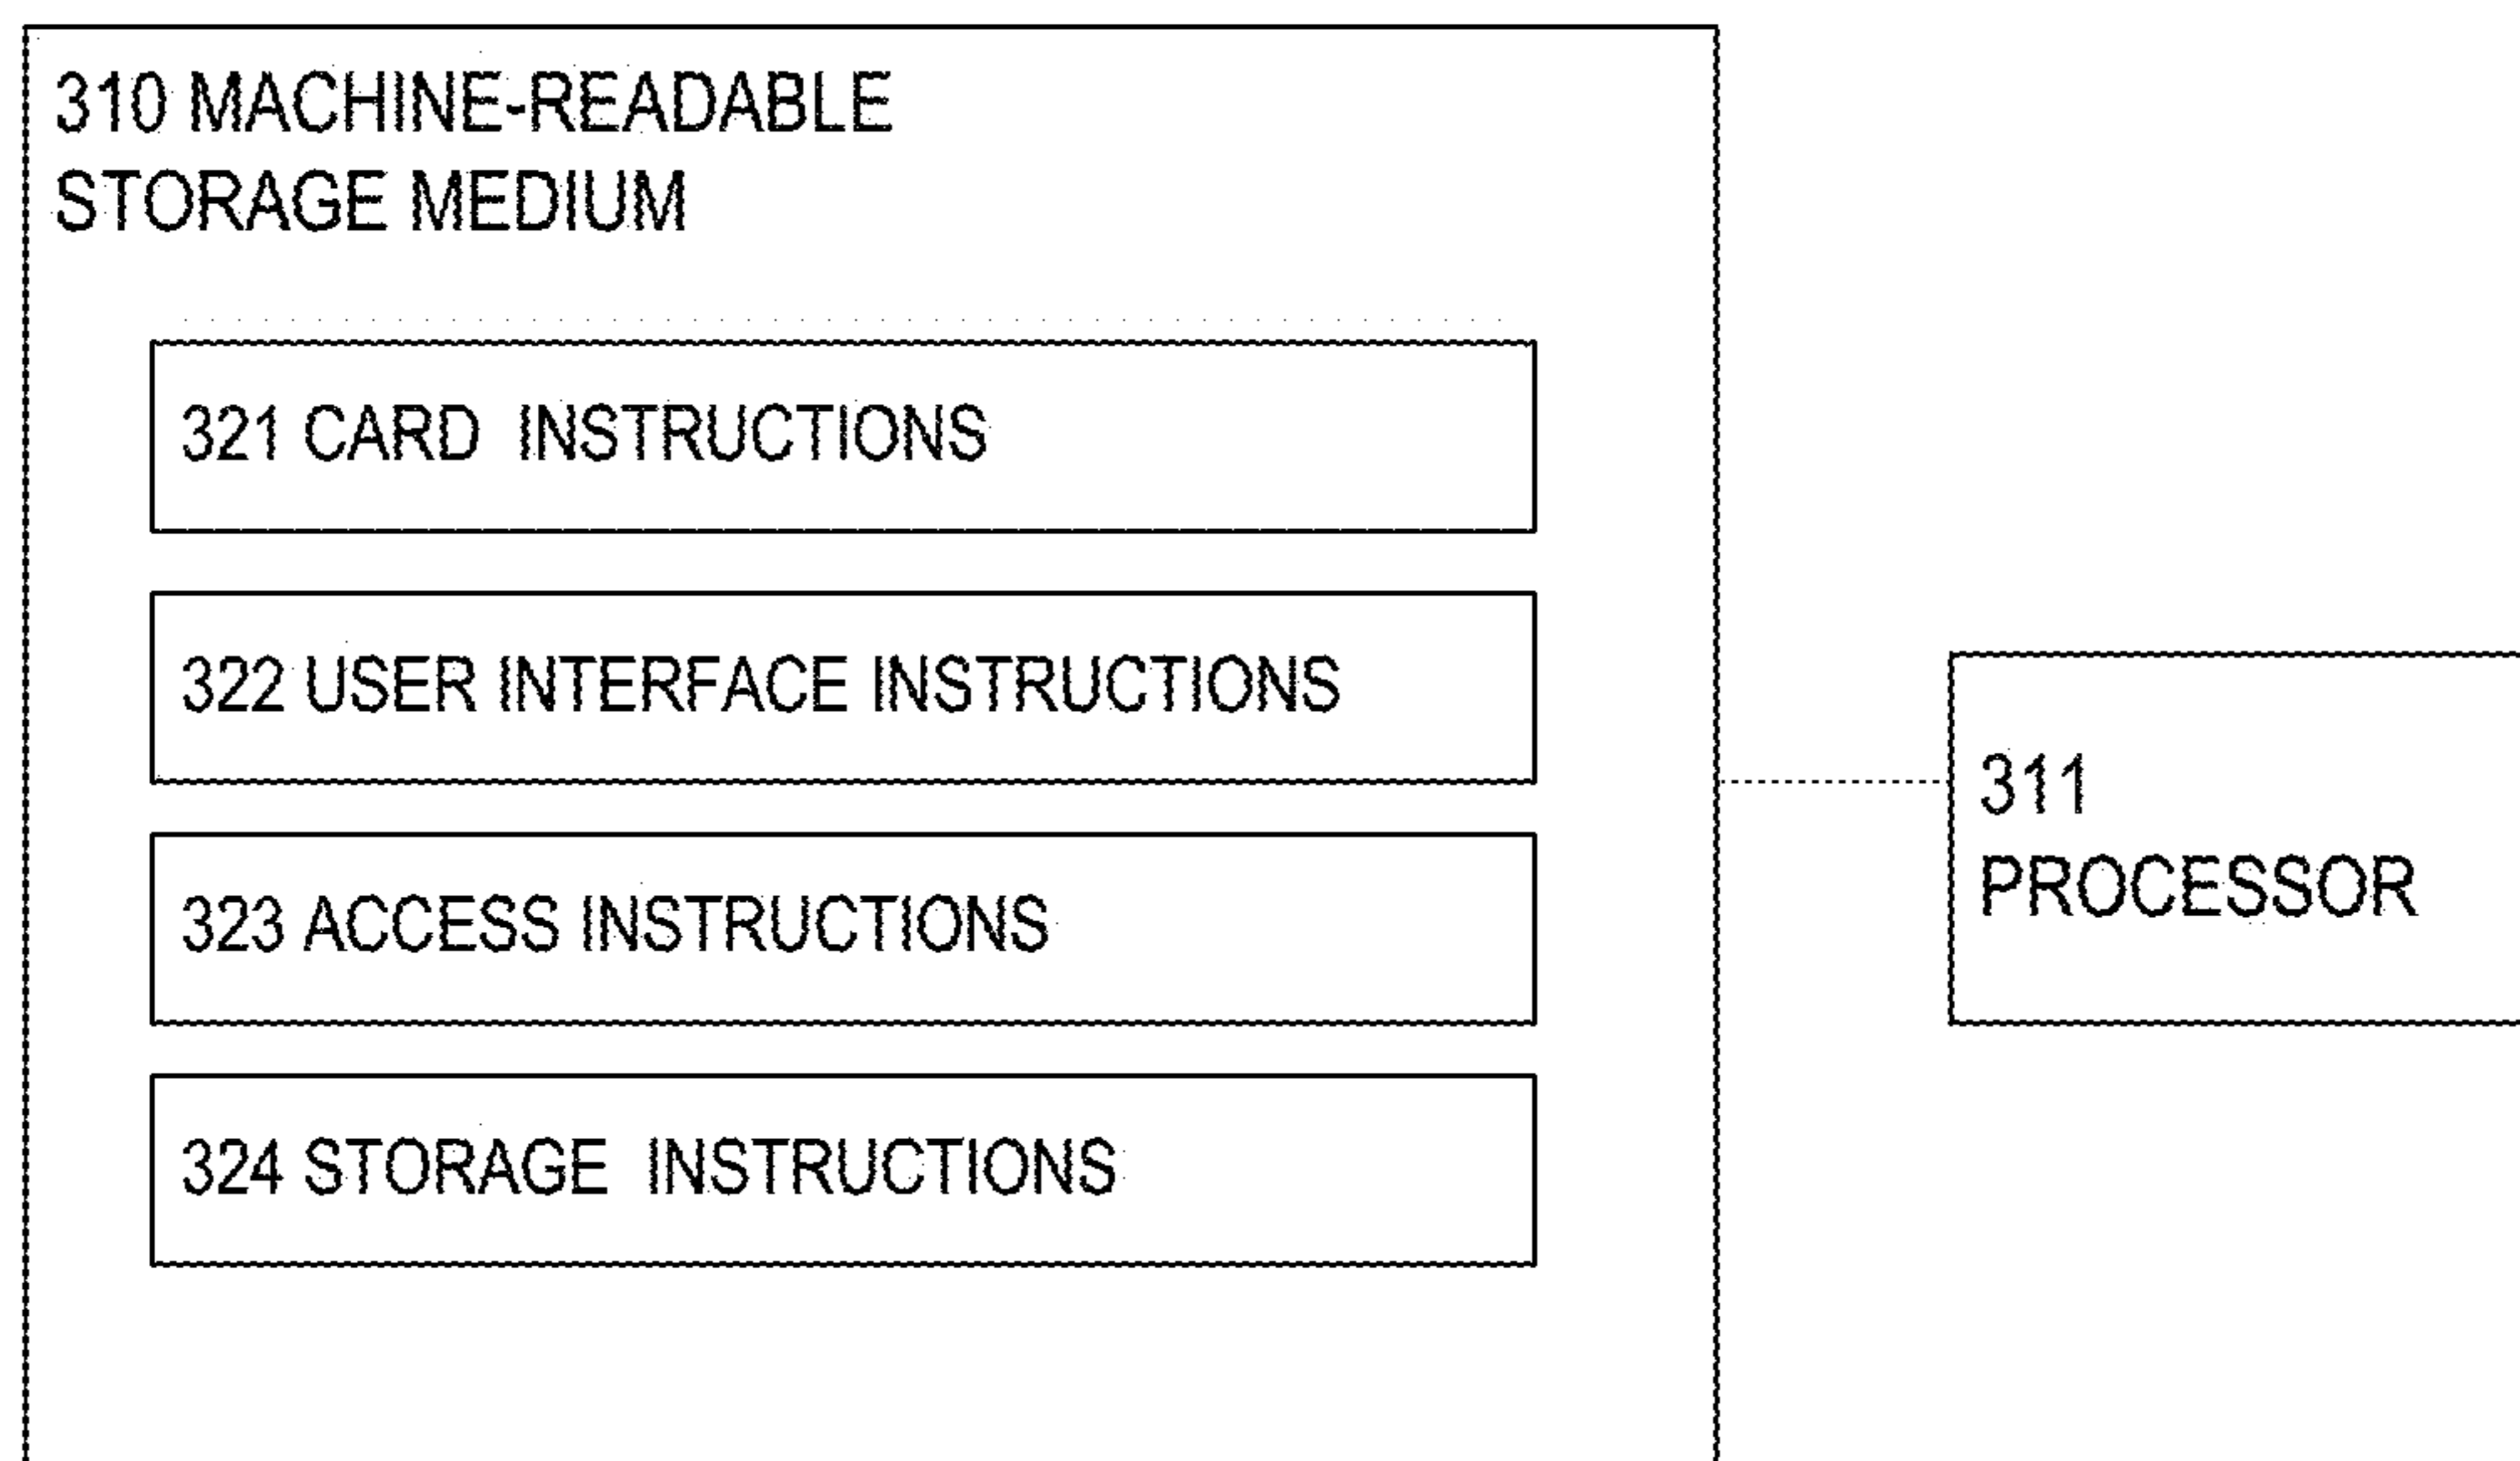 310 MACHINE-READABLE
STORAGE MEDIUM
321 CARD INSTRUCTIONS
322 USER INTERFACE INSTRUCTIONS
323 ACCESS INSTRUCTIONS
324 STORAGE INSTRUCTIONS
311
PROCESSOR